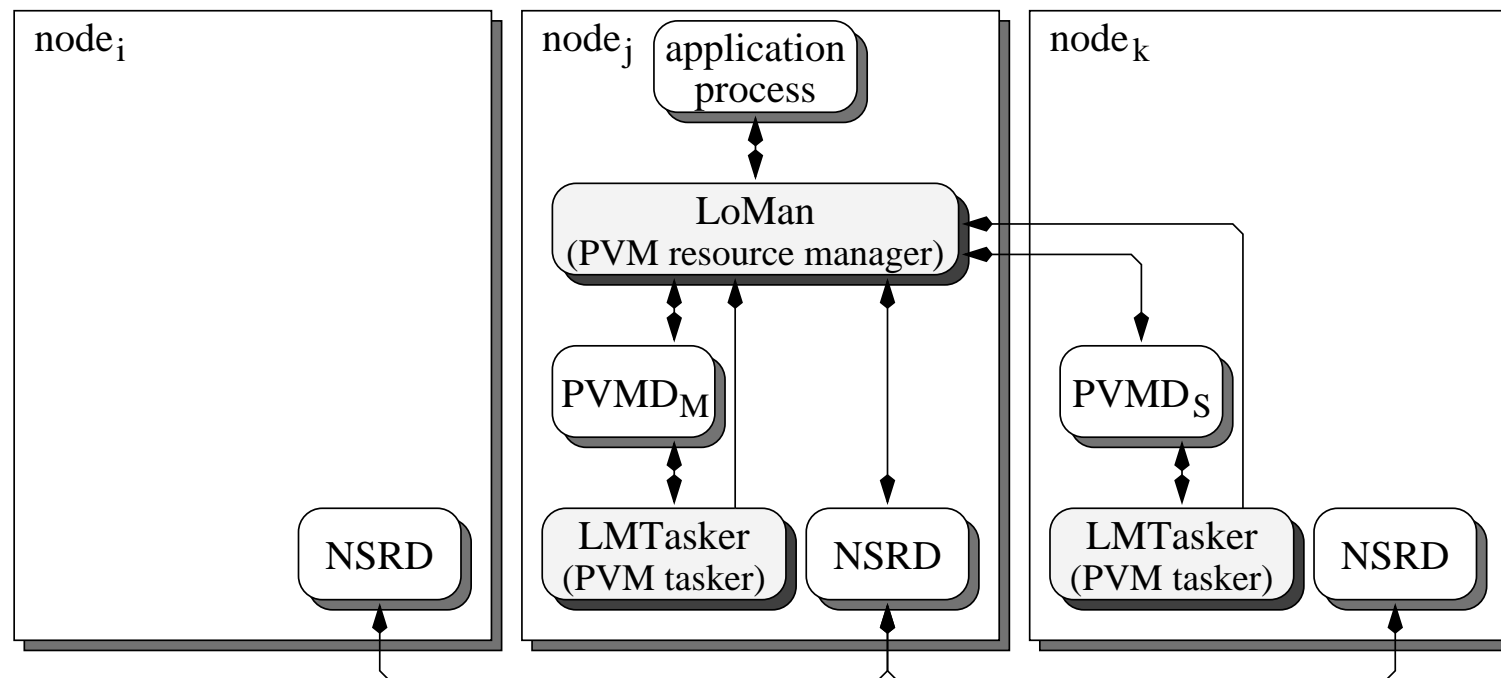 node_i
NSRD
node_j
application
process
LoMan
(PVM resource manager)
PVMD_M
LMTasker
(PVM tasker)
NSRD
node_k
PVMD_S
LMTasker
(PVM tasker)
NSRD